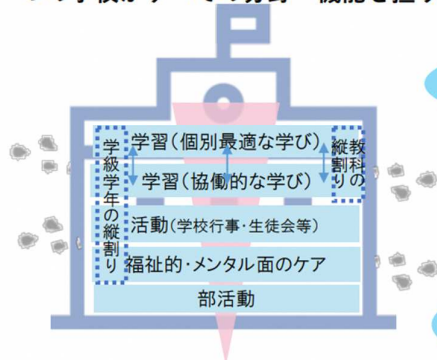 学習(個別最適な学び)
学習(協働的な学び)
活動(学校行事・生徒会等)
福祉的・メンタル面のケア
部活動
学級学年の縦割り
教科の
縦割り